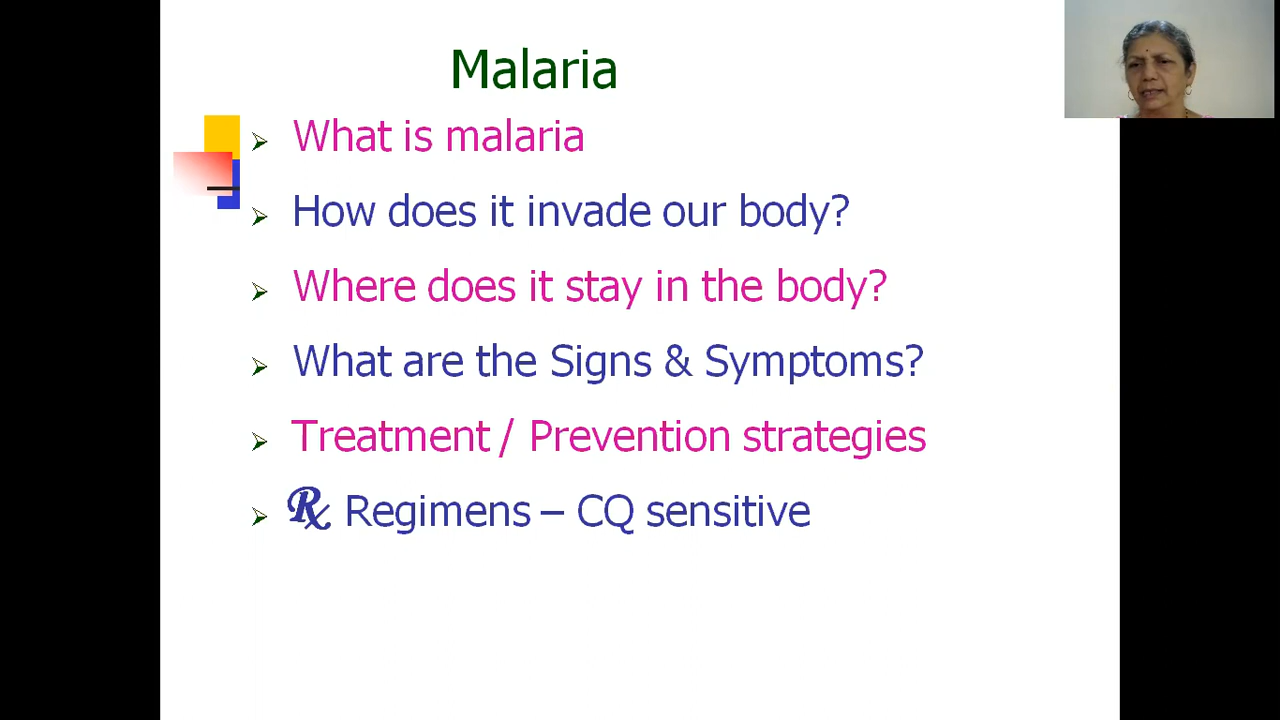 Malaria
What is malaria
How does it invade our body?
Where does it stay in the body?
What are the Signs & Symptoms?
Treatment / Prevention strategies
℞ Regimens – CQ sensitive